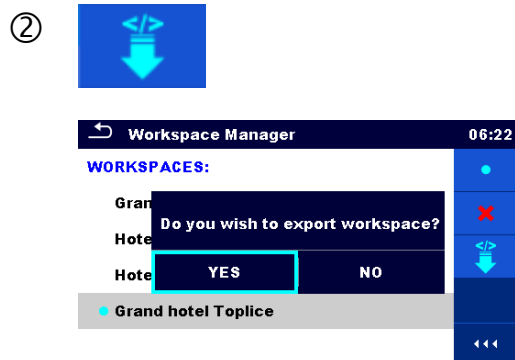 ②
</>
Workspace Manager 06:22
WORKSPACES:
Gran
Do you wish to export workspace?
Hote
</>
Hote YES NO
Grand hotel Toplice